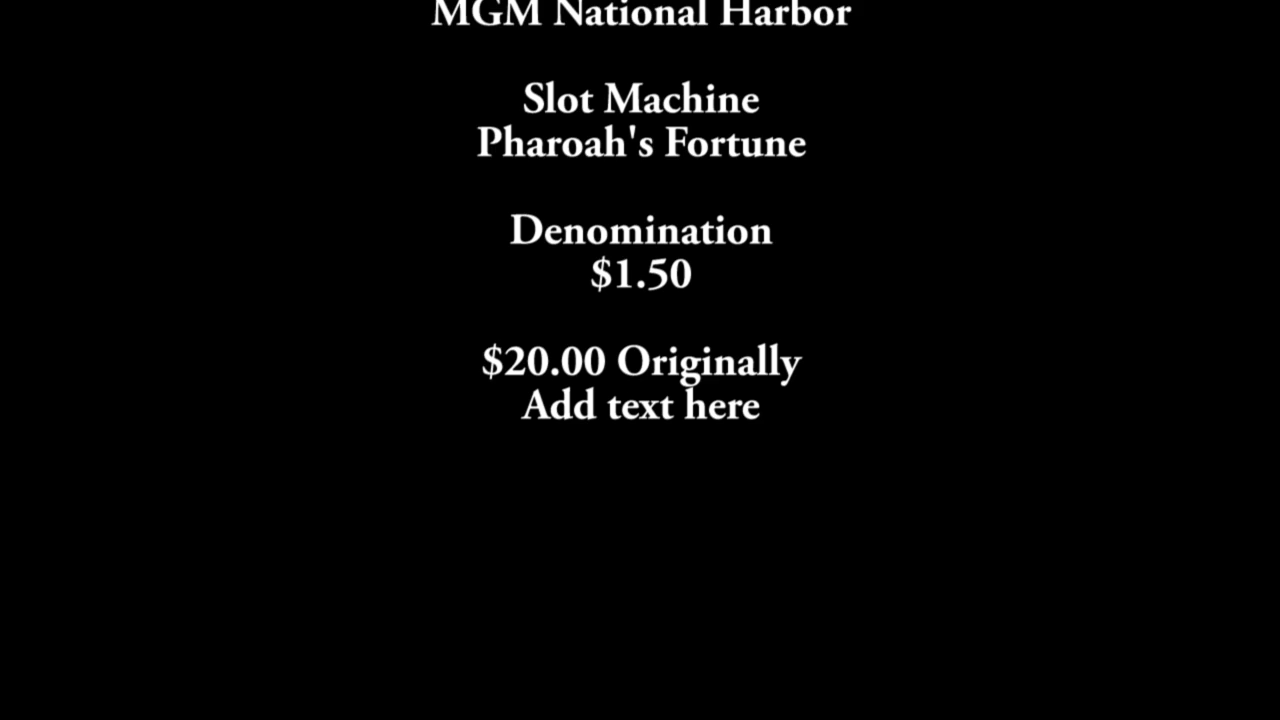 MGM National Harbor
Slot Machine
Pharoah's Fortune
Denomination
$1.50
$20.00 Originally
Add text here